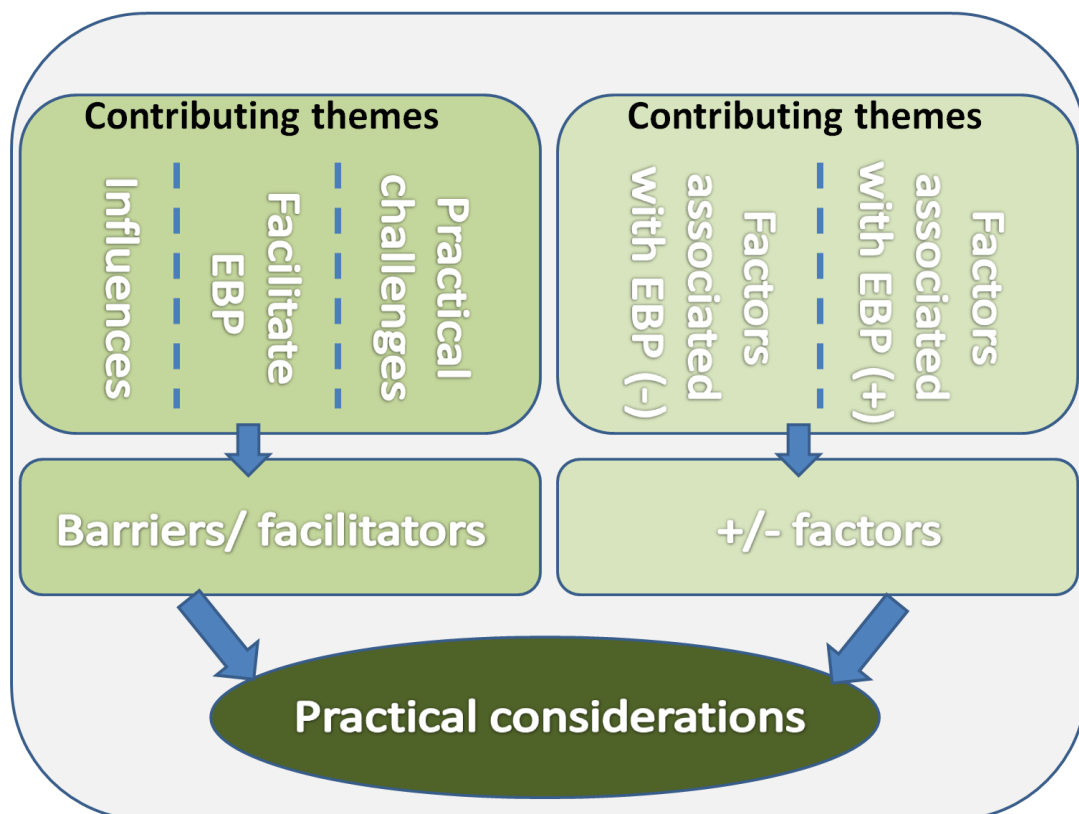 Contributing themes
Influences
Facilitate
EBP
Practical
challenges
Contributing themes
Factors
associated
with EBP (-)
Factors
associated
with EBP (+)
Barriers/ facilitators
+/- factors
Practical considerations